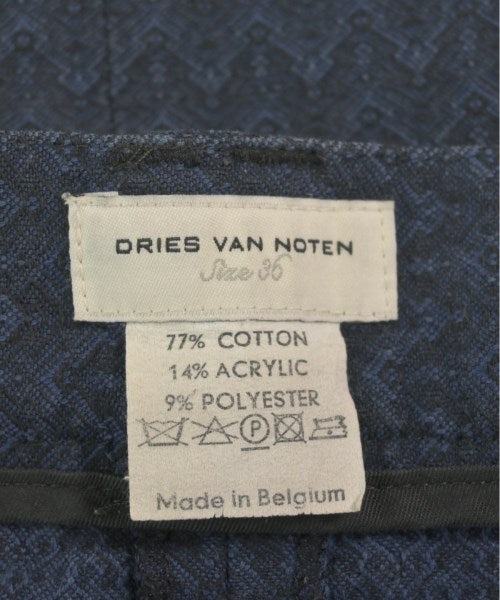 DRIES VAN NOTEN
Size 36
77% COTTON
14% ACRYLIC
9% POLYESTER
P
Made in Belgium